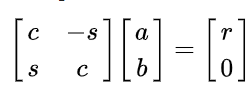 [ c −s ] [ a ] = [ r ]
[ s c ] [ b ] [ 0 ]